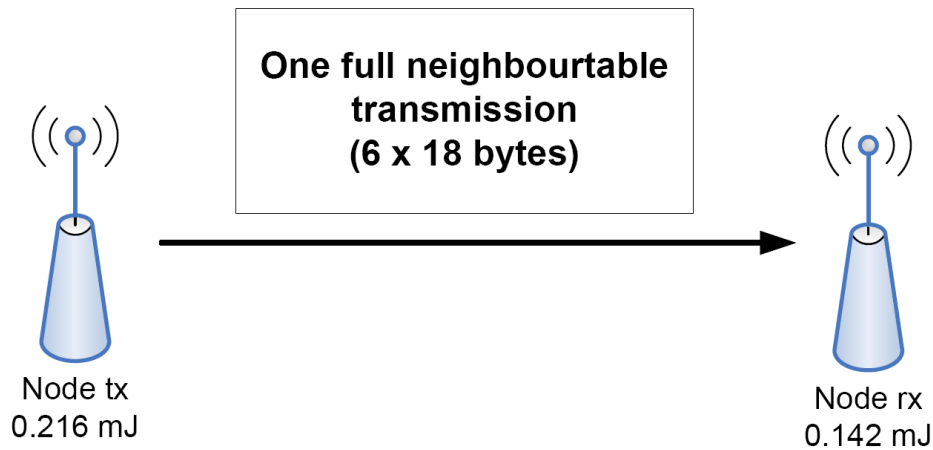 One full neighbourtable
transmission
(6 x 18 bytes)
Node tx
0.216 mJ
Node rx
0.142 mJ